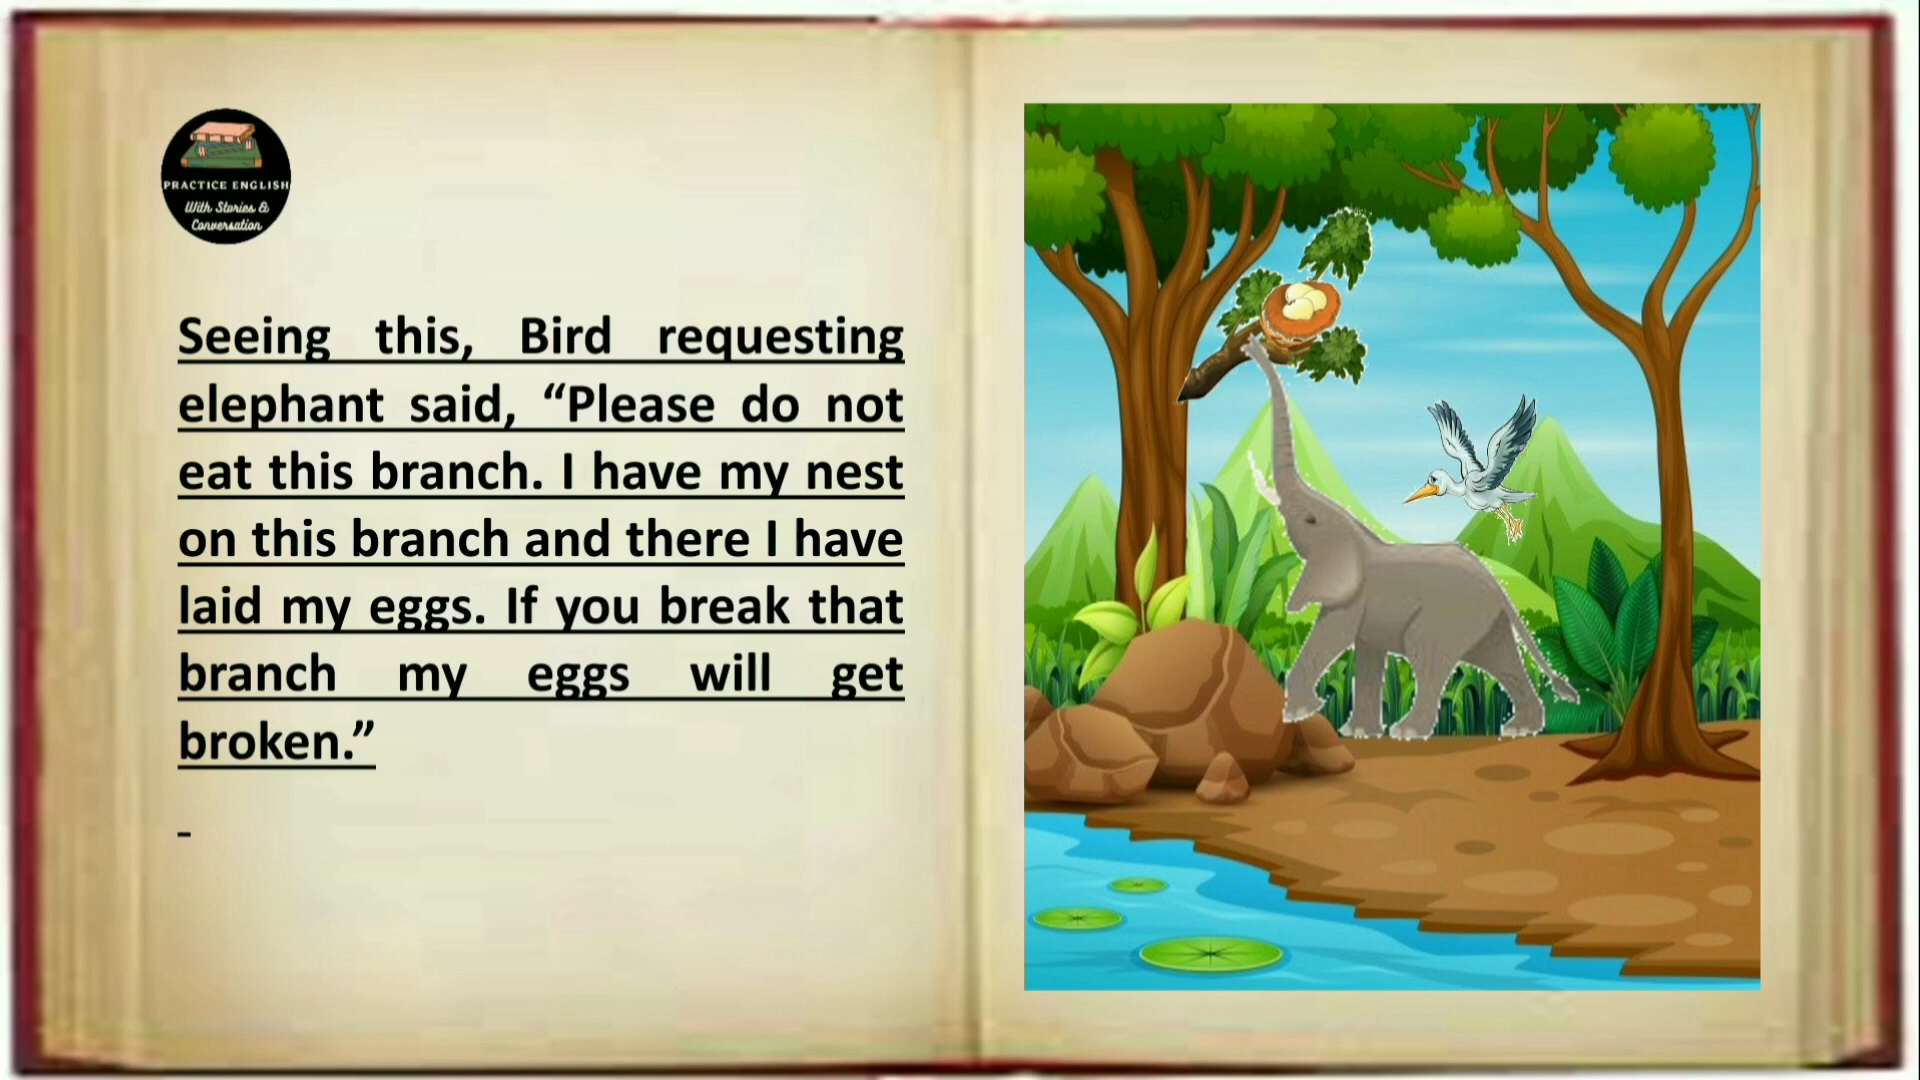 PRACTICE ENGLISH
With Stories &
Conversation
Seeing this, Bird requesting
elephant said, “Please do not
eat this branch. I have my nest
on this branch and there I have
laid my eggs. If you break that
branch my eggs will get
broken.”